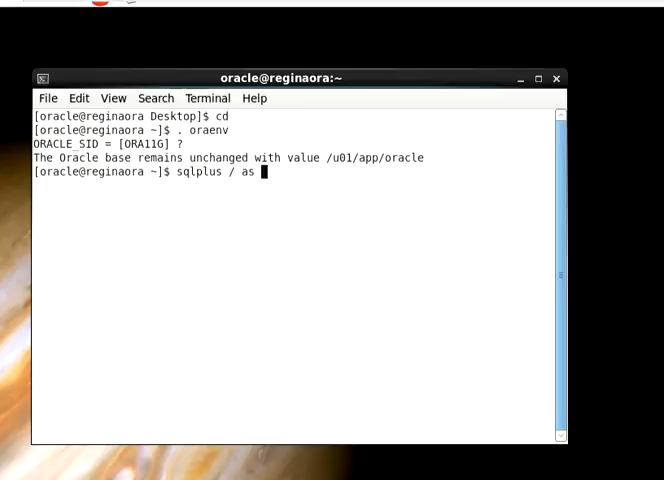 oracle@reginaora:~
File Edit View Search Terminal Help
[oracle@reginaora Desktop]$ cd
[oracle@reginaora ~]$ . oraenv
ORACLE_SID = [ORA11G] ?
The Oracle base remains unchanged with value /u01/app/oracle
[oracle@reginaora ~]$ sqlplus / as